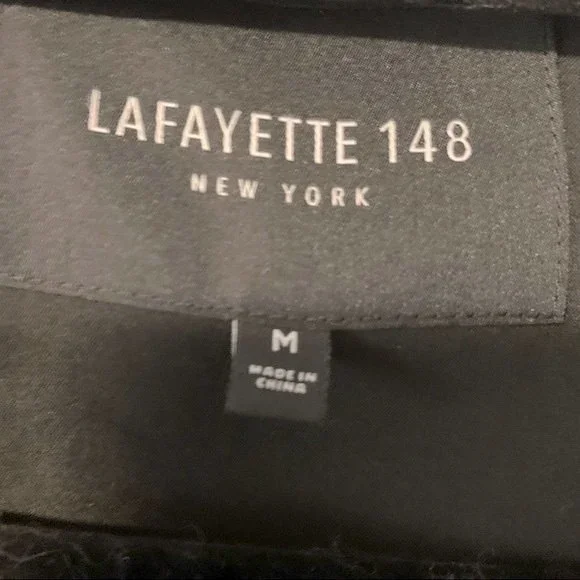 LAFAYETTE 148
NEW YORK
M
MADE IN
CHINA